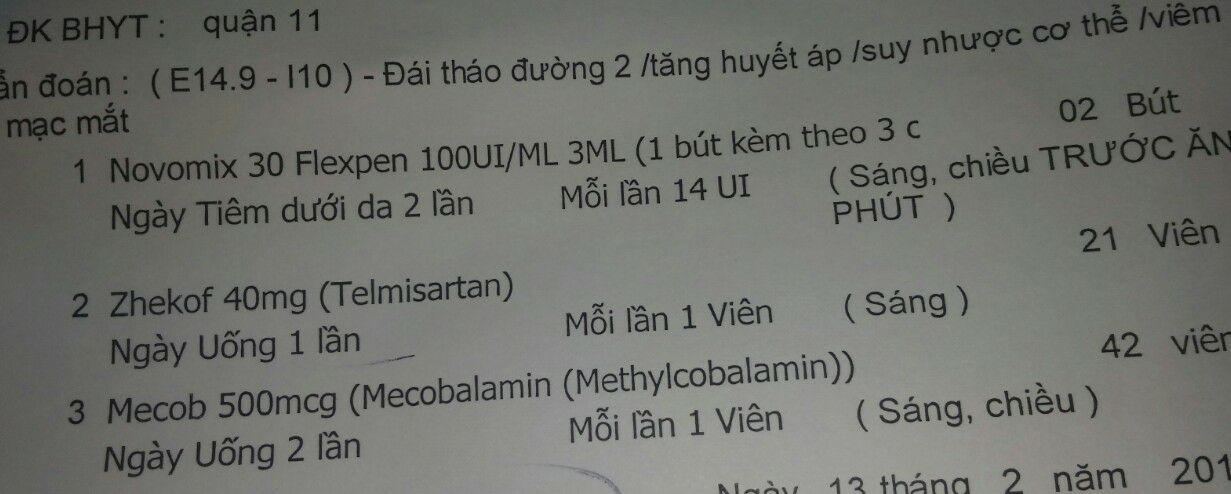 ĐK BHYT : quận 11
ẩn đoán : ( E14.9 - I10 ) - Đái tháo đường 2 /tăng huyết áp /suy nhược cơ thể /viêm
mạc mắt
1 Novomix 30 Flexpen 100UI/ML 3ML (1 bút kèm theo 3 c 02 Bút
Ngày Tiêm dưới da 2 lần Mỗi lần 14 UI ( Sáng, chiều TRƯỚC ĂN
PHÚT )
2 Zhekof 40mg (Telmisartan) 21 Viên
Ngày Uống 1 lần Mỗi lần 1 Viên ( Sáng )
3 Mecob 500mcg (Mecobalamin (Methylcobalamin)) 42 viên
Ngày Uống 2 lần Mỗi lần 1 Viên ( Sáng, chiều )
Ngày 13 tháng 2 năm 201